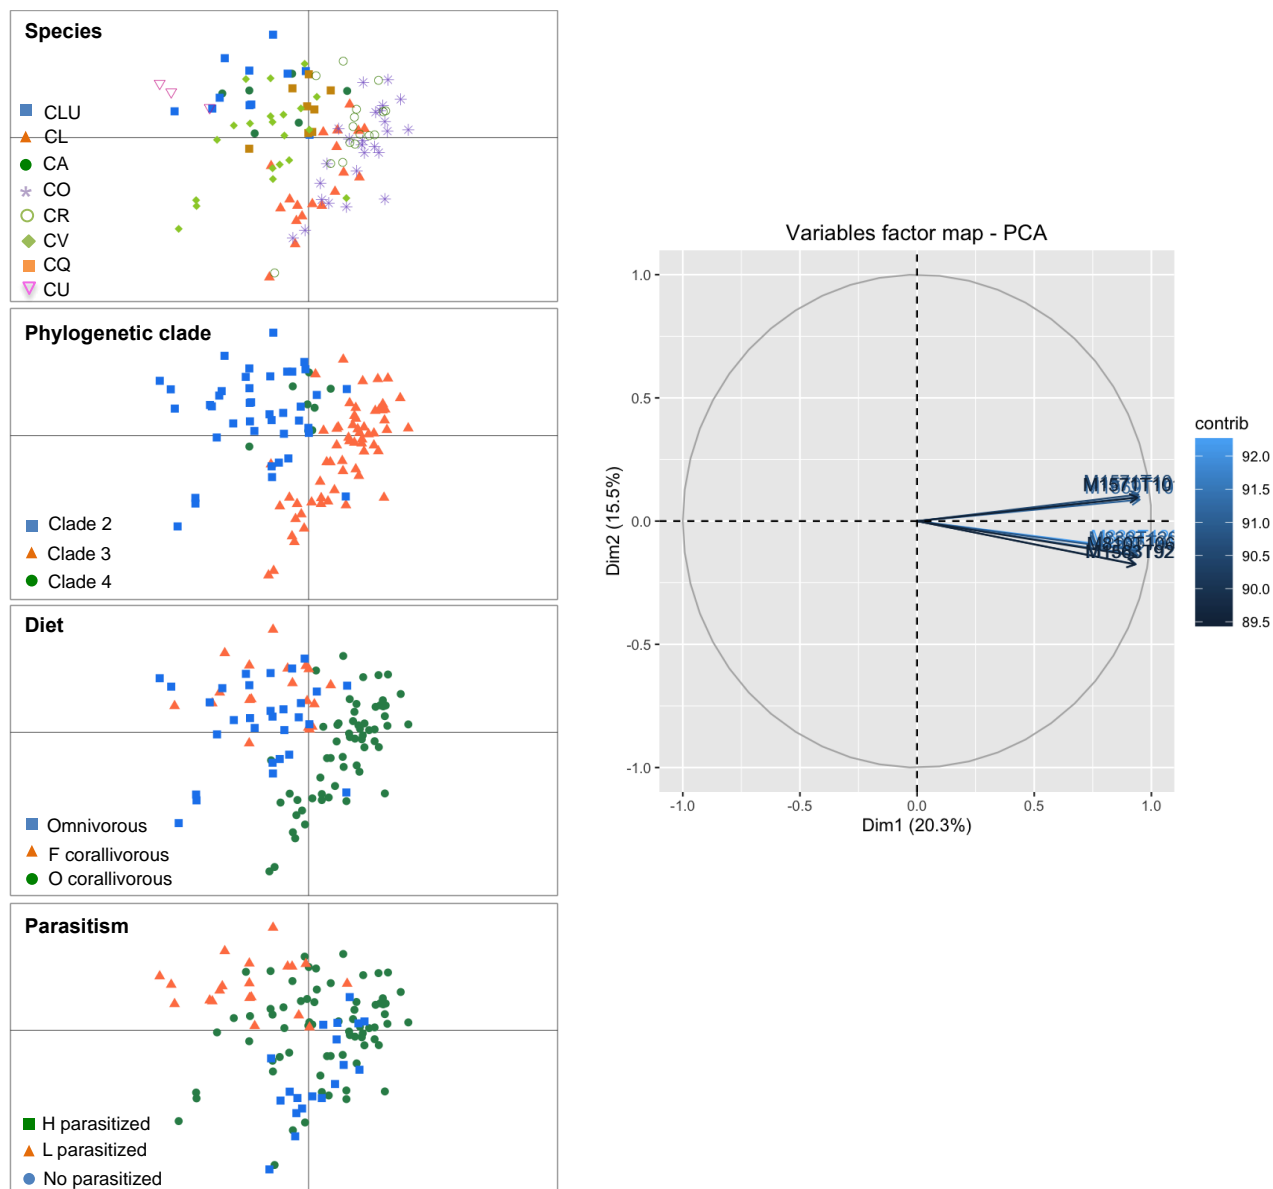 Species
CLU
CL
CA
CO
CR
CV
CQ
CU
Phylogenetic clade
Clade 2
Clade 3
Clade 4
Diet
Omnivorous
F corallivorous
O corallivorous
Parasitism
H parasitized
L parasitized
No parasitized
Variables factor map - PCA
1.0
0.5
0.0
-0.5
-1.0
Dim2 (15.5%)
M1571T10
M1563T92
-1.0
-0.5
0.0
0.5
1.0
Dim1 (20.3%)
contrib
92.0
91.5
91.0
90.5
90.0
89.5